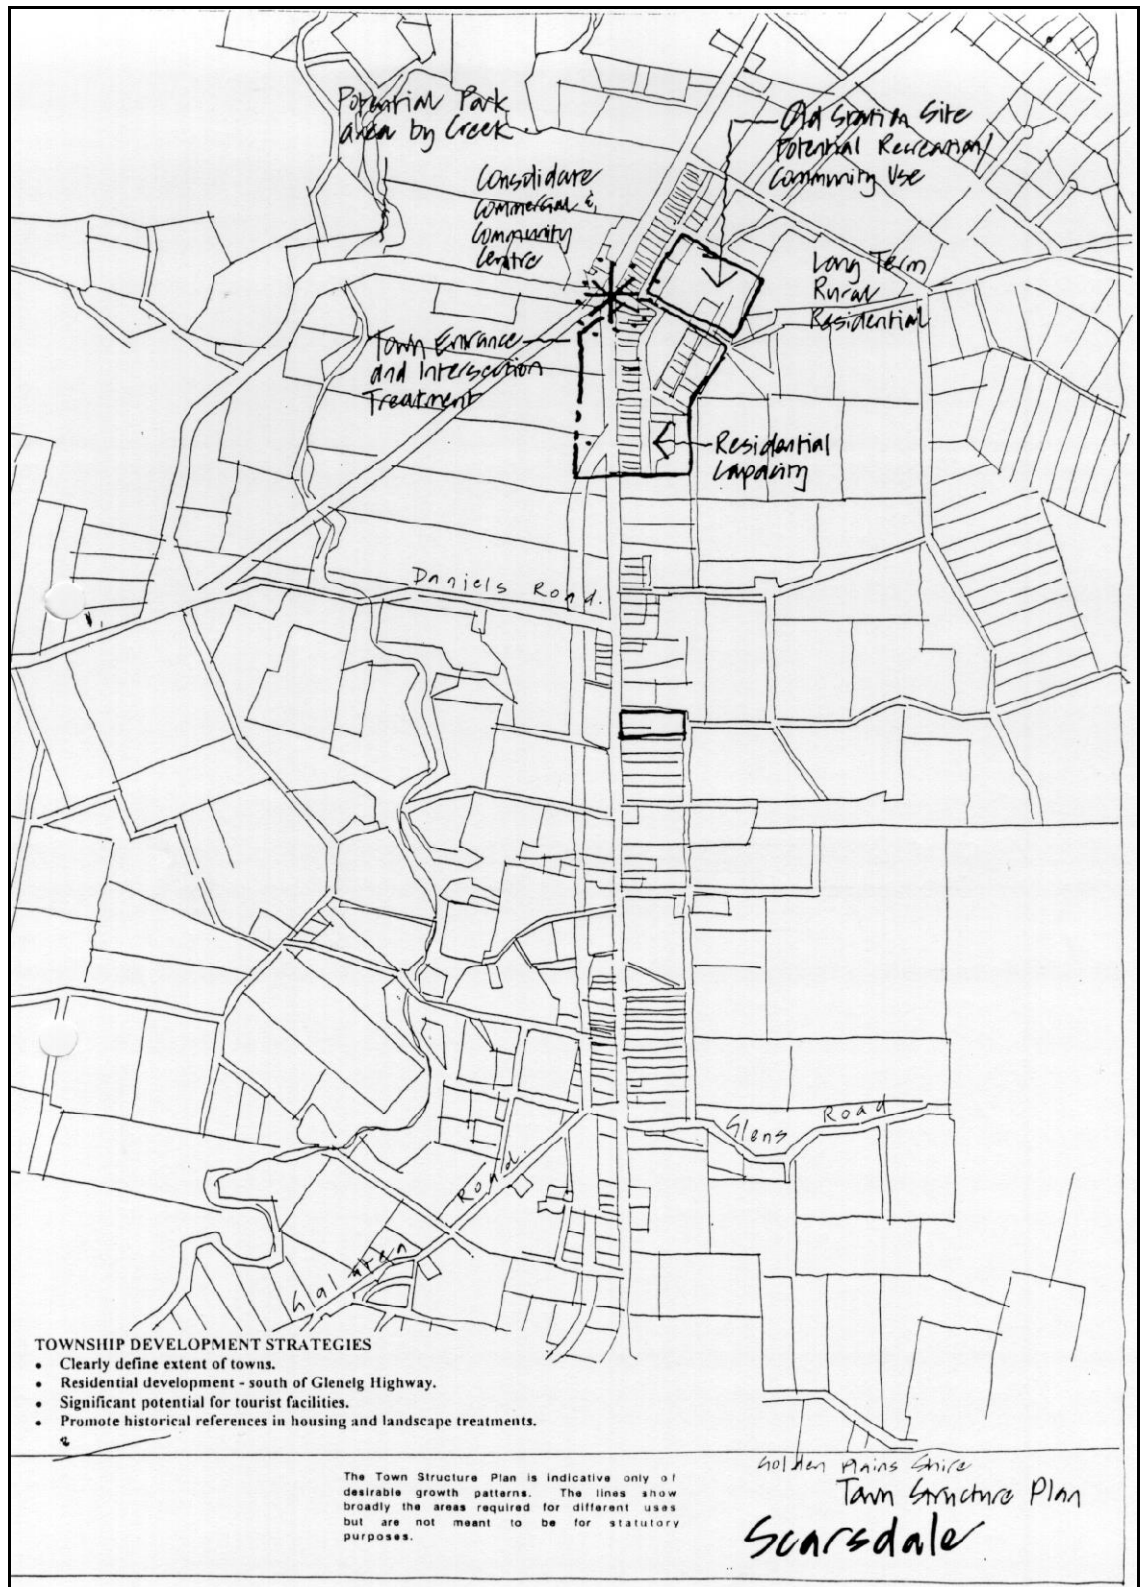 Potential Park
area by Creek
Old Station Site
Potential Recreation/
Community Use
Consolidate
Commercial &
Community
Centre
Long Term
Rural
Residential
Town Entrance
and Intersection
Treatment
Residential
Capacity
Daniels Road.
Glens Road
Road.
TOWNSHIP DEVELOPMENT STRATEGIES
• Clearly define extent of towns.
• Residential development - south of Glenelg Highway.
• Significant potential for tourist facilities.
• Promote historical references in housing and landscape treatments.
The Town Structure Plan is indicative only of
desirable growth patterns. The lines show
broadly the areas required for different uses
but are not meant to be for statutory
purposes.
Golden Plains Shire
Town Structure Plan
Scarsdale